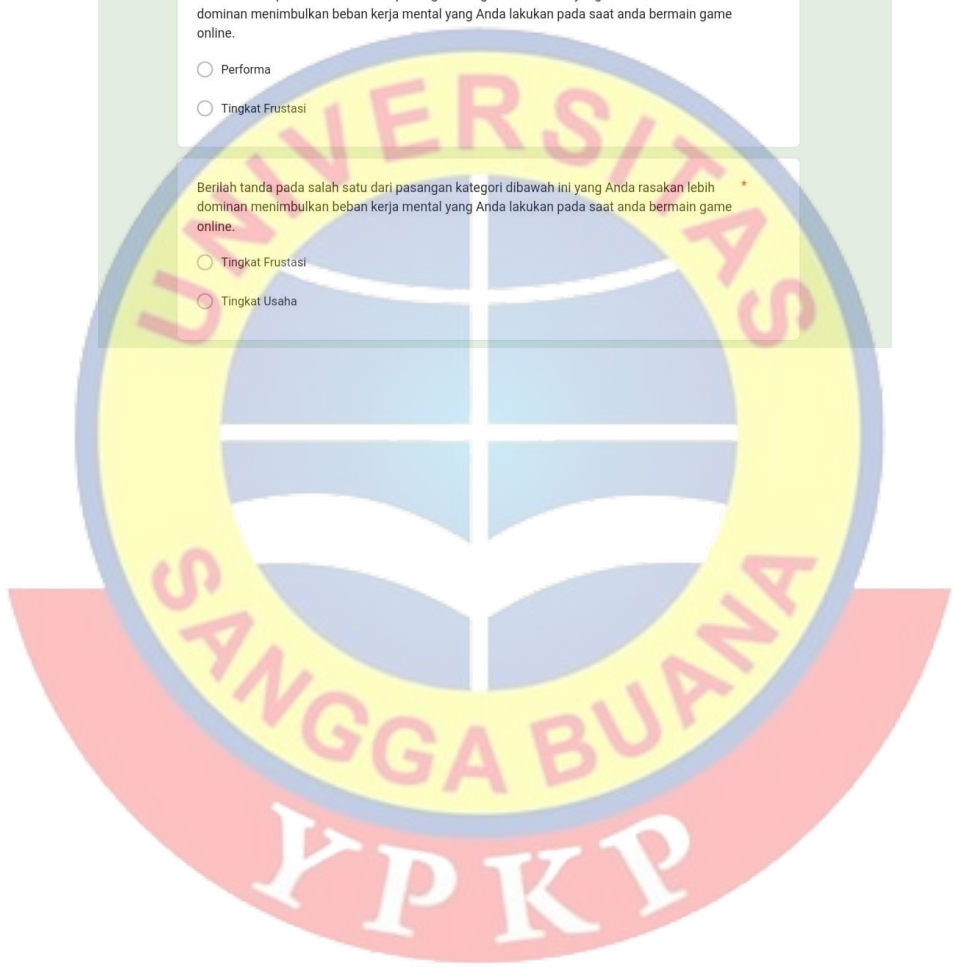 dominan menimbulkan beban kerja mental yang Anda lakukan pada saat anda bermain game
online.
Performa
Tingkat Frustasi
Berilah tanda pada salah satu dari pasangan kategori dibawah ini yang Anda rasakan lebih *
dominan menimbulkan beban kerja mental yang Anda lakukan pada saat anda bermain game
online.
Tingkat Frustasi
Tingkat Usaha
UNIVERSITAS
SANGGA BUANA
YPKP